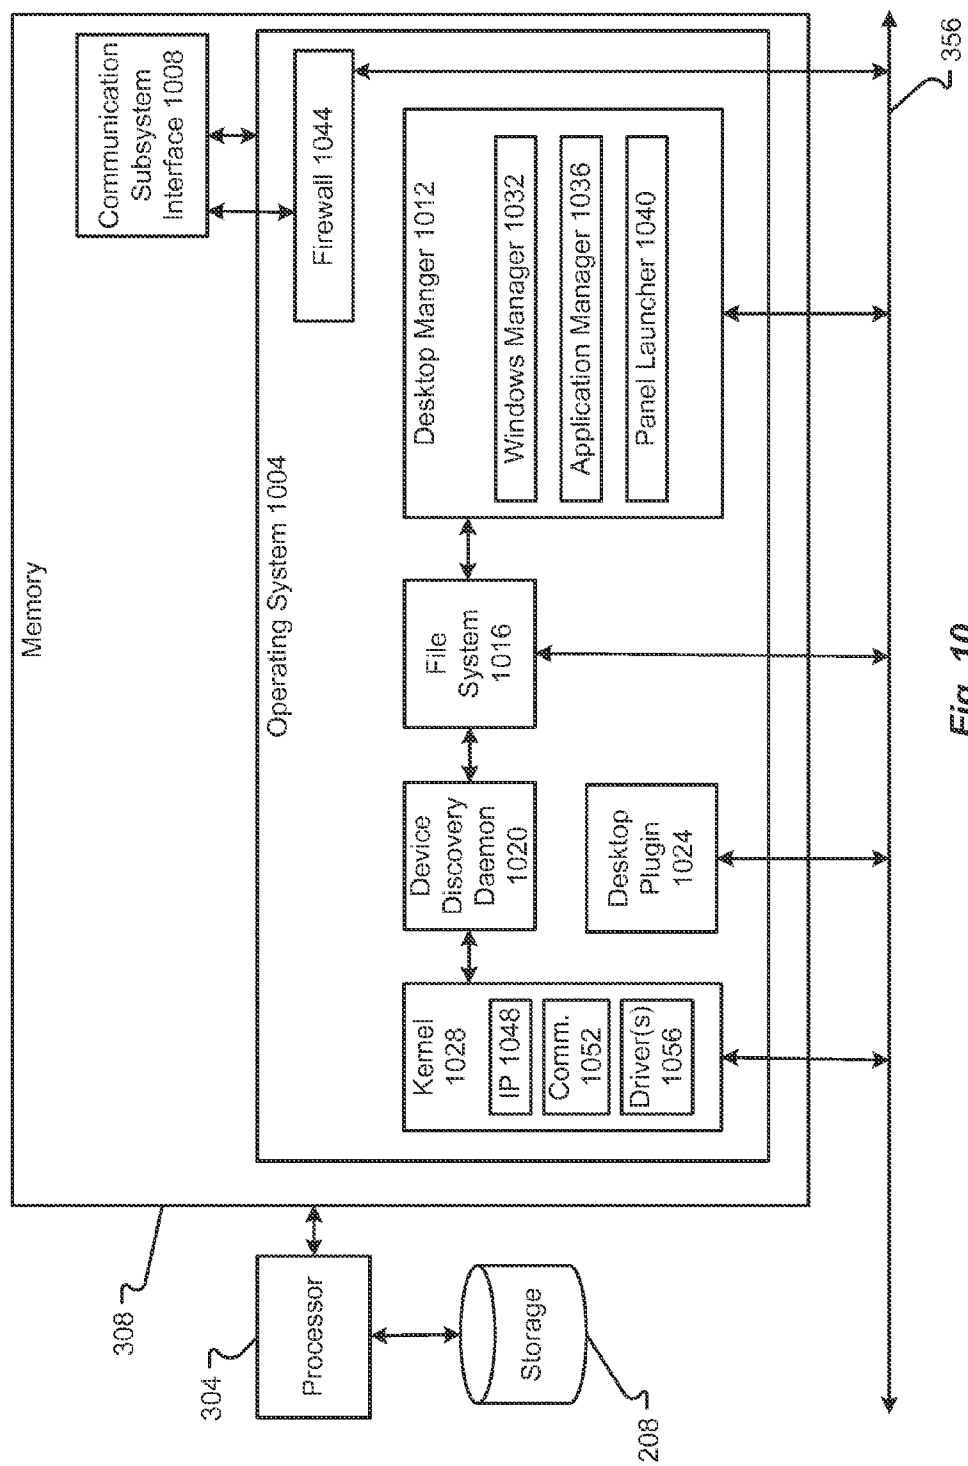 304
Processor
Storage
208
308
Memory
Communication
Subsystem
Interface 1008
Operating System 1004
Firewall 1044
Kernel
1028
IP 1048
Comm.
1052
Driver(s)
1056
Device
Discovery
Daemon
1020
Desktop
Plugin
1024
File
System
1016
Desktop Manger 1012
Windows Manager 1032
Application Manager 1036
Panel Launcher 1040
356
Fig. 10